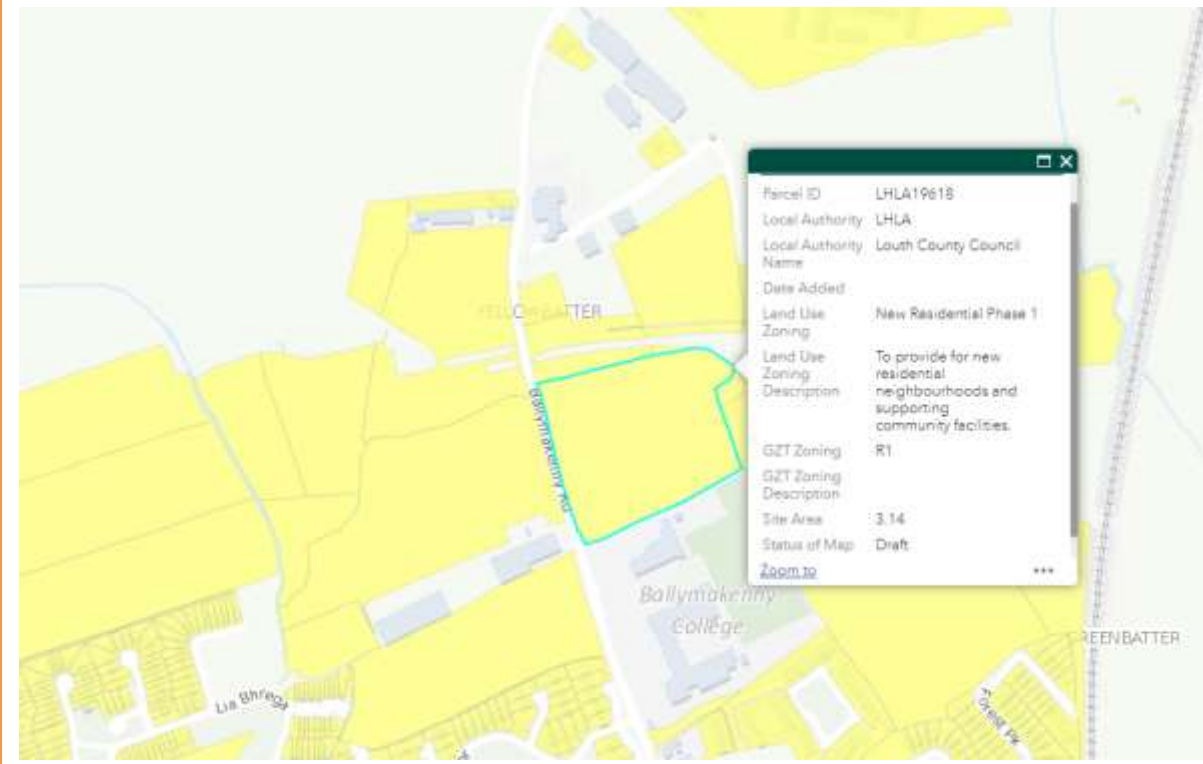 Parcel ID LHLA19618
Local Authority LHLA
Local Authority Louth County Council
Name
Date Added
Land Use New Residential Phase 1
Zoning
Land Use To provide for new
Zoning residential
Description neighbourhoods and
supporting
community facilities.
GZT Zoning R1
GZT Zoning
Description
Site Area 3.14
Status of Map Draft
Zoom to
Ballymakenny Rd
Ballymakenny
College
REENBATTER
Lia Bhrega
Forest Pk